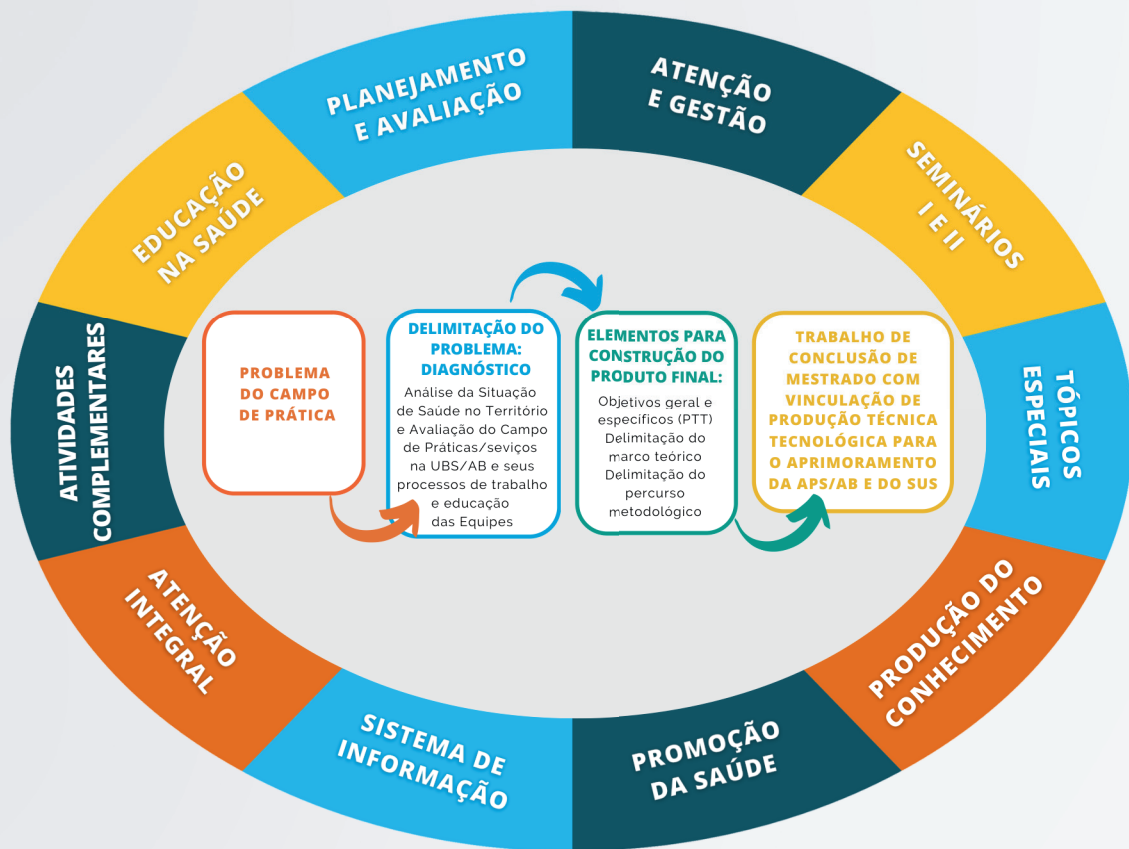 PLANEJAMENTO
E AVALIAÇÃO
ATENÇÃO
E GESTÃO
SEMINÁRIOS
I E II
TÓPICOS
ESPECIAIS
PRODUÇÃO DO
CONHECIMENTO
PROMOÇÃO
DA SAÚDE
SISTEMA DE
INFORMAÇÃO
ATENÇÃO
INTEGRAL
ATIVIDADES
COMPLEMENTARES
EDUCAÇÃO
NA SAÚDE
PROBLEMA
DO CAMPO
DE PRÁTICA
DELIMITAÇÃO DO
PROBLEMA:
DIAGNÓSTICO
Análise da Situação
de Saúde no Território
e Avaliação do Campo
de Práticas/seviços
na UBS/AB e seus
processos de trabalho
e educação
das Equipes
ELEMENTOS PARA
CONSTRUÇÃO DO
PRODUTO FINAL:
Objetivos geral e
específicos (PTT)
Delimitação do
marco teórico
Delimitação do
percurso
metodológico
TRABALHO DE
CONCLUSÃO DE
MESTRADO COM
VINCULAÇÃO DE
PRODUÇÃO TÉCNICA
TECNOLÓGICA PARA
O APRIMORAMENTO
DA APS/AB E DO SUS